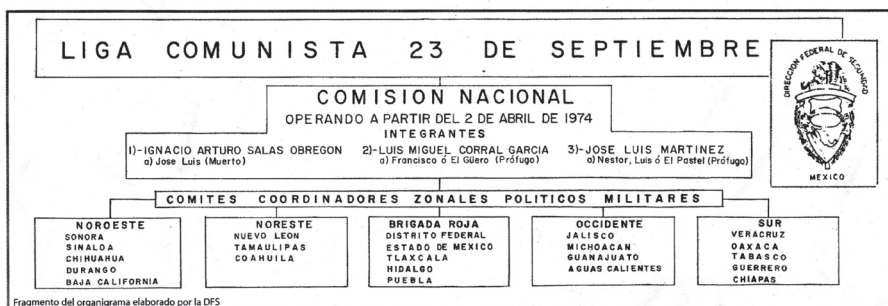 LIGA COMUNISTA 23 DE SEPTIEMBRE
DIRECCION FEDERAL DE SEGURIDAD
MEXICO
COMISION NACIONAL
OPERANDO A PARTIR DEL 2 DE ABRIL DE 1974
INTEGRANTES
1)-IGNACIO ARTURO SALAS OBREGON
a) Jose Luis (Muerto)
2)-LUIS MIGUEL CORRAL GARCIA
a) Francisco ó El Güero (Prófugo)
3)-JOSE LUIS MARTINEZ
a) Nestor, Luis ó El Pastel (Prófugo)
COMITES COORDINADORES ZONALES POLITICOS MILITARES
NOROESTE
SONORA
SINALOA
CHIHUAHUA
DURANGO
BAJA CALIFORNIA
NORESTE
NUEVO LEON
TAMAULIPAS
COAHUILA
BRIGADA ROJA
DISTRITO FEDERAL
ESTADO DE MEXICO
TLAXCALA
HIDALGO
PUEBLA
OCCIDENTE
JALISCO
MICHOACAN
GUANAJUATO
AGUAS CALIENTES
SUR
VERACRUZ
OAXACA
TABASCO
GUERRERO
CHIAPAS
Fragmento del organigrama elaborado por la DFS